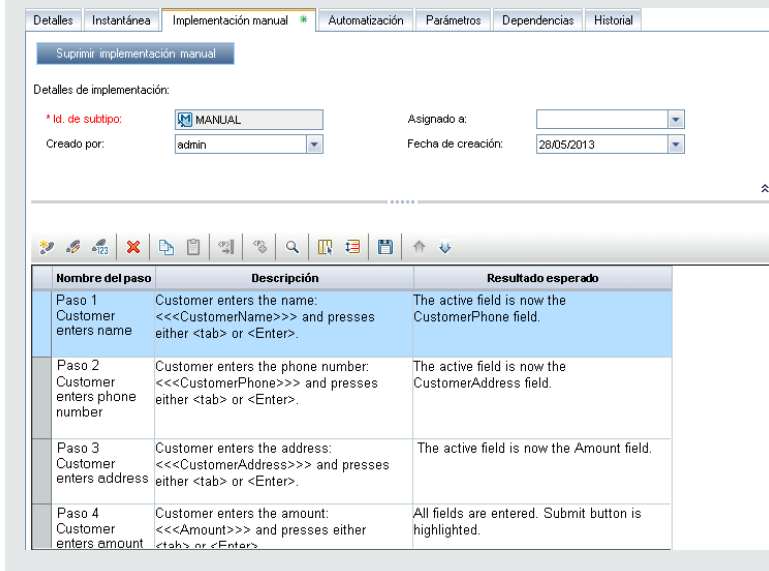 Detalles Instantánea Implementación manual * Automatización Parámetros Dependencias Historial
Suprimir implementación manual
Detalles de implementación:
* Id. de subtipo: MANUAL Asignado a:
Creado por: admin Fecha de creación: 28/05/2013
Nombre del paso Descripción Resultado esperado
Paso 1
Customer
enters name
Customer enters the name:
<<<CustomerName>>> and presses
either <tab> or <Enter>.
The active field is now the
CustomerPhone field.
Paso 2
Customer
enters phone
number
Customer enters the phone number:
<<<CustomerPhone>>> and presses
either <tab> or <Enter>.
The active field is now the
CustomerAddress field.
Paso 3
Customer
enters address
Customer enters the address:
<<<CustomerAddress>>> and presses
either <tab> or <Enter>.
The active field is now the Amount field.
Paso 4
Customer
enters amount
Customer enters the amount:
<<<Amount>>> and presses either
<tab> or <Enter>
All fields are entered. Submit button is
highlighted.